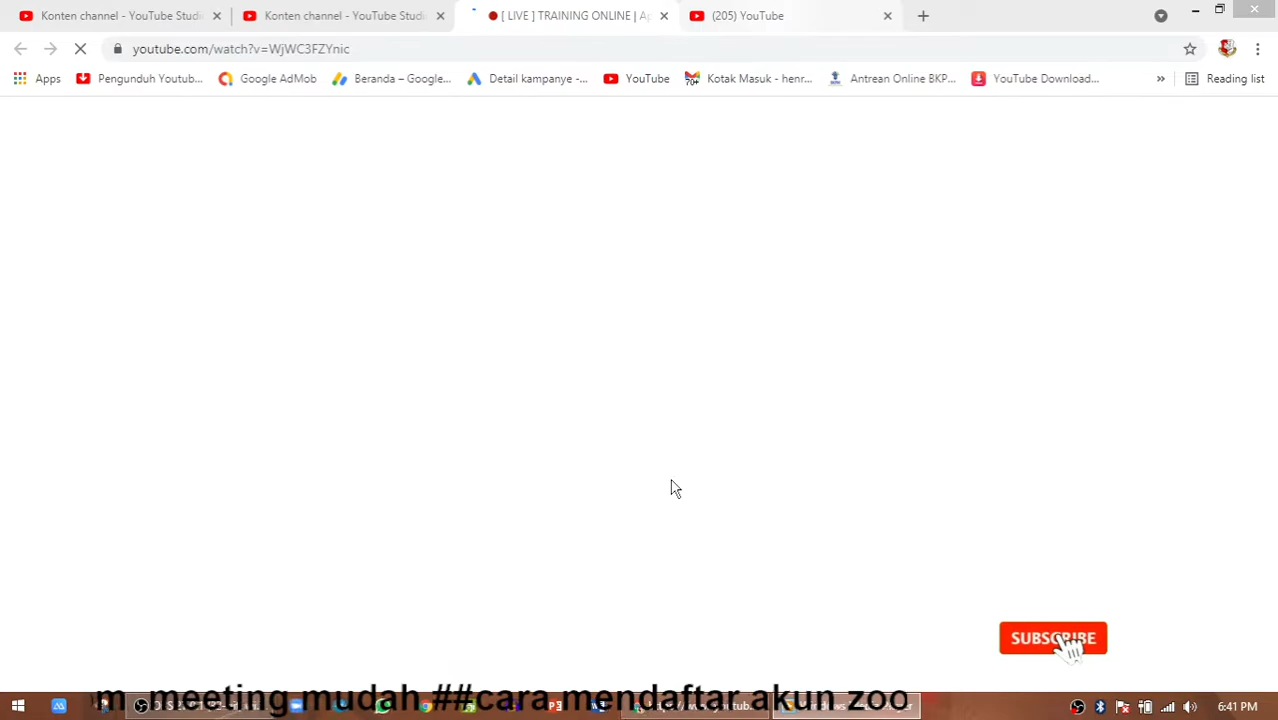 Konten channel - YouTube Studi
Konten channel - YouTube Studi
[ LIVE ] TRAINING ONLINE | Ap
(205) YouTube
youtube.com/watch?v=WjWC3FZYnic
Apps
Pengunduh Youtub...
Google AdMob
Beranda – Google...
Detail kampanye -...
YouTube
70+
Kotak Masuk - henr...
Antrean Online BKP...
YouTube Download...
»
Reading list
SUBSCRIBE
m meeting mudah ##cara mendaftar akun zoo
6:41 PM